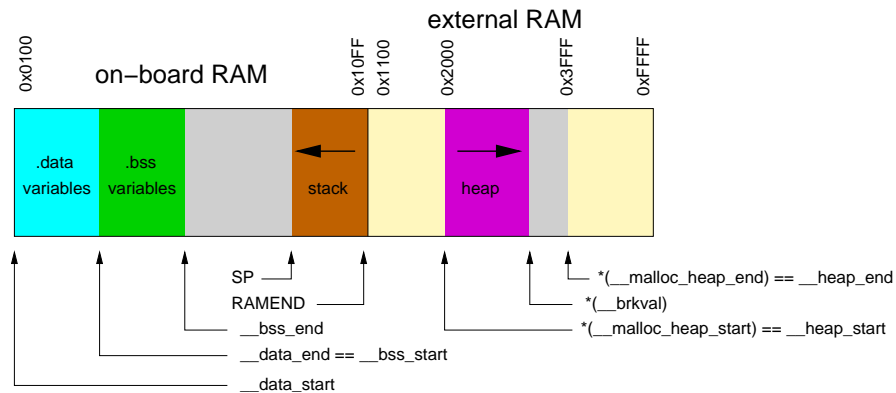 external RAM
on−board RAM
0x0100
0x10FF
0x1100
0x2000
0x3FFF
0xFFFF
.data
variables
.bss
variables
stack
heap
SP
RAMEND
__bss_end
__data_end == __bss_start
__data_start
*(__malloc_heap_end) == __heap_end
*(__brkval)
*(__malloc_heap_start) == __heap_start